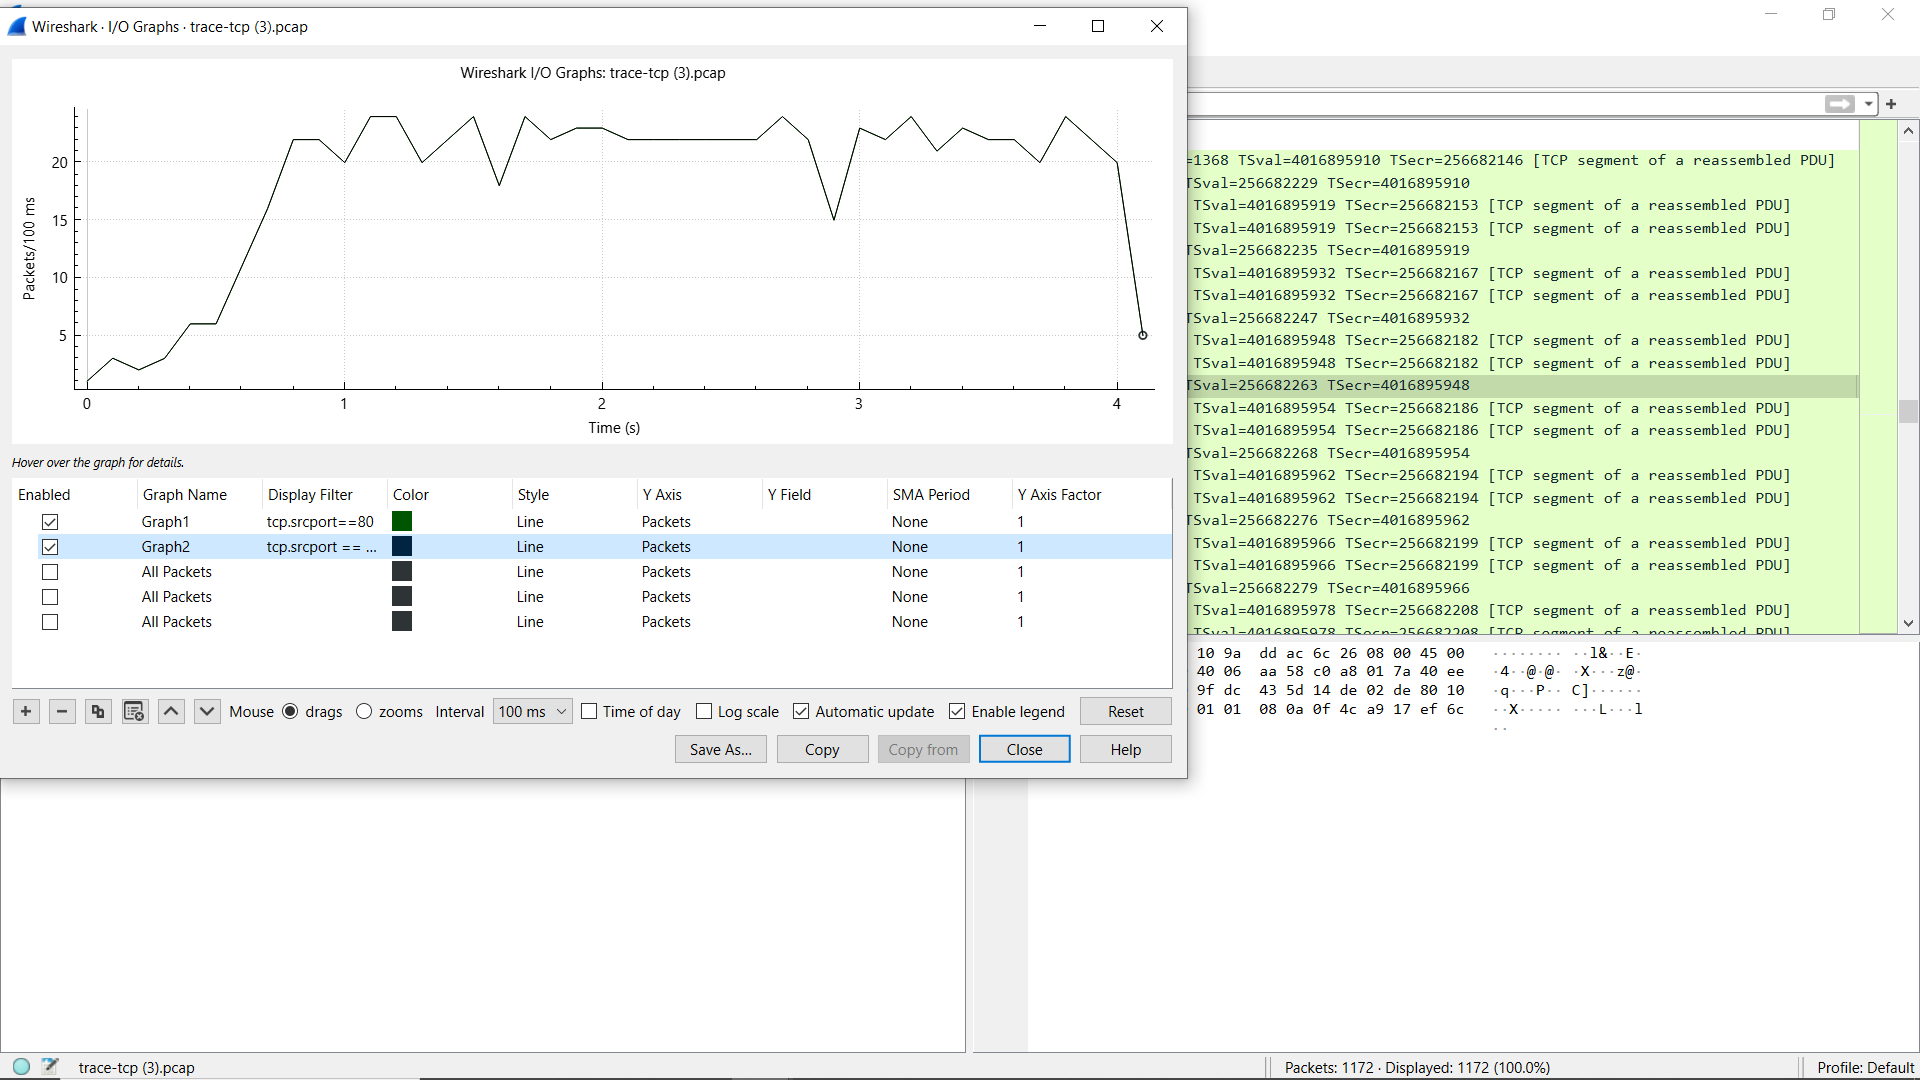 Wireshark · I/O Graphs · trace-tcp (3).pcap
Wireshark I/O Graphs: trace-tcp (3).pcap
Packets/100 ms
20
15
10
5
0 1 2 3 4
Time (s)
Hover over the graph for details.
Enabled Graph Name Display Filter Color Style Y Axis Y Field SMA Period Y Axis Factor
Graph1 tcp.srcport==80 Line Packets None 1
Graph2 tcp.srcport == ... Line Packets None 1
All Packets Line Packets None 1
All Packets Line Packets None 1
All Packets Line Packets None 1
Mouse drags zooms Interval 100 ms Time of day Log scale Automatic update Enable legend Reset
Save As... Copy Copy from Close Help
=1368 TSval=4016895910 TSecr=256682146 [TCP segment of a reassembled PDU]
TSval=256682229 TSecr=4016895910
TSval=4016895919 TSecr=256682153 [TCP segment of a reassembled PDU]
TSval=4016895919 TSecr=256682153 [TCP segment of a reassembled PDU]
TSval=256682235 TSecr=4016895919
TSval=4016895932 TSecr=256682167 [TCP segment of a reassembled PDU]
TSval=4016895932 TSecr=256682167 [TCP segment of a reassembled PDU]
TSval=256682247 TSecr=4016895932
TSval=4016895948 TSecr=256682182 [TCP segment of a reassembled PDU]
TSval=4016895948 TSecr=256682182 [TCP segment of a reassembled PDU]
TSval=256682263 TSecr=4016895948
TSval=4016895954 TSecr=256682186 [TCP segment of a reassembled PDU]
TSval=4016895954 TSecr=256682186 [TCP segment of a reassembled PDU]
TSval=256682268 TSecr=4016895954
TSval=4016895962 TSecr=256682194 [TCP segment of a reassembled PDU]
TSval=4016895962 TSecr=256682194 [TCP segment of a reassembled PDU]
TSval=256682276 TSecr=4016895962
TSval=4016895966 TSecr=256682199 [TCP segment of a reassembled PDU]
TSval=4016895966 TSecr=256682199 [TCP segment of a reassembled PDU]
TSval=256682279 TSecr=4016895966
TSval=4016895978 TSecr=256682208 [TCP segment of a reassembled PDU]
TSval=4016895978 TSecr=256682208 [TCP segment of a reassembled PDU]
10 9a dd ac 6c 26 08 00 45 00 ········ ··l&··E·
40 06 aa 58 c0 a8 01 7a 40 ee ·4··@·@· ·X···z@·
9f dc 43 5d 14 de 02 de 80 10 ·q···P·· C]······
01 01 08 0a 0f 4c a9 17 ef 6c ··X····· ···L···l
··
trace-tcp (3).pcap
Packets: 1172 · Displayed: 1172 (100.0%)
Profile: Default